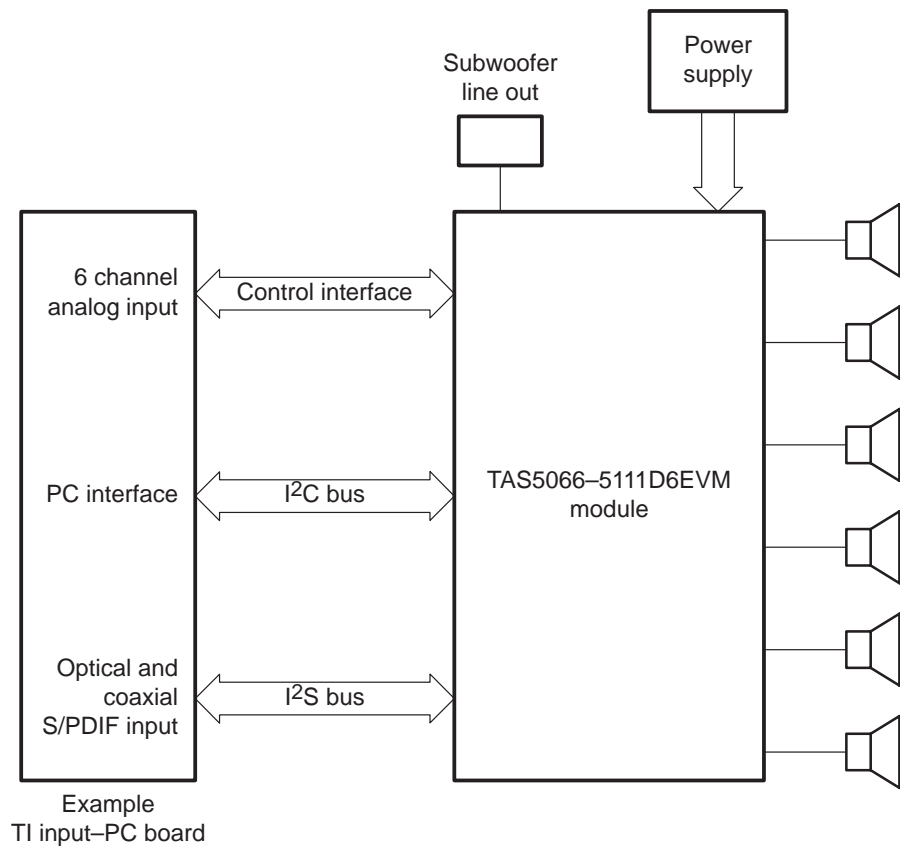 Power
supply
Subwoofer
line out
6 channel
analog input
Control interface
PC interface
I²C bus
TAS5066–5111D6EVM
module
Optical and
coaxial
S/PDIF input
I²S bus
Example
TI input–PC board